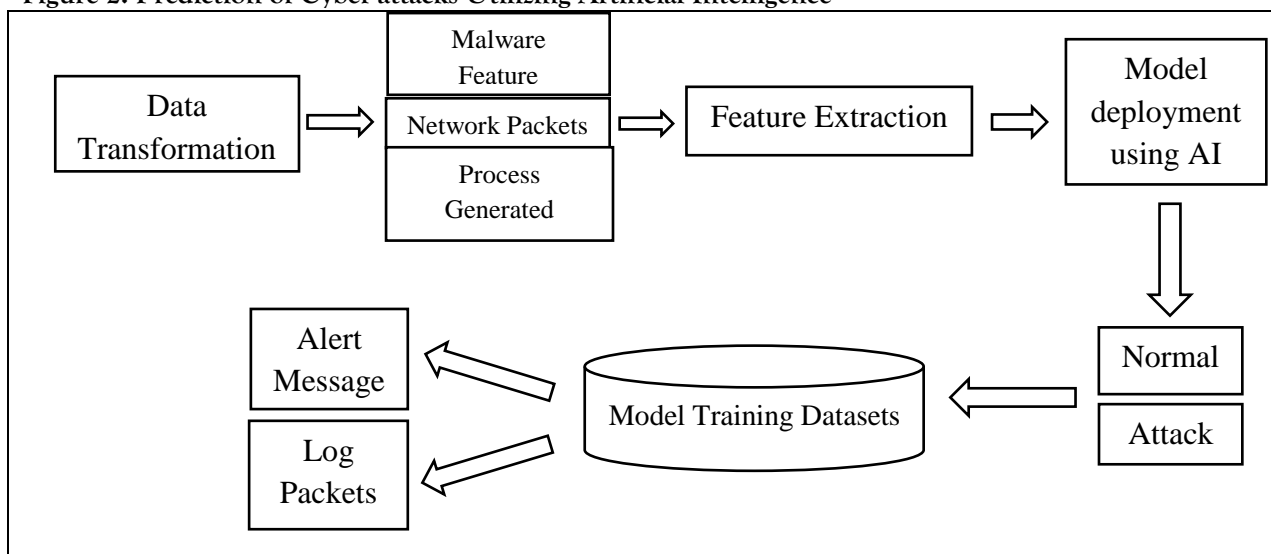 Figure 2: Prediction of Cyber attacks Utilizing Artificial Intelligence
Malware
Feature
Data
Transformation
Network Packets
Process
Generated
Feature Extraction
Model
deployment
using AI
Normal
Attack
Model Training Datasets
Alert
Message
Log
Packets